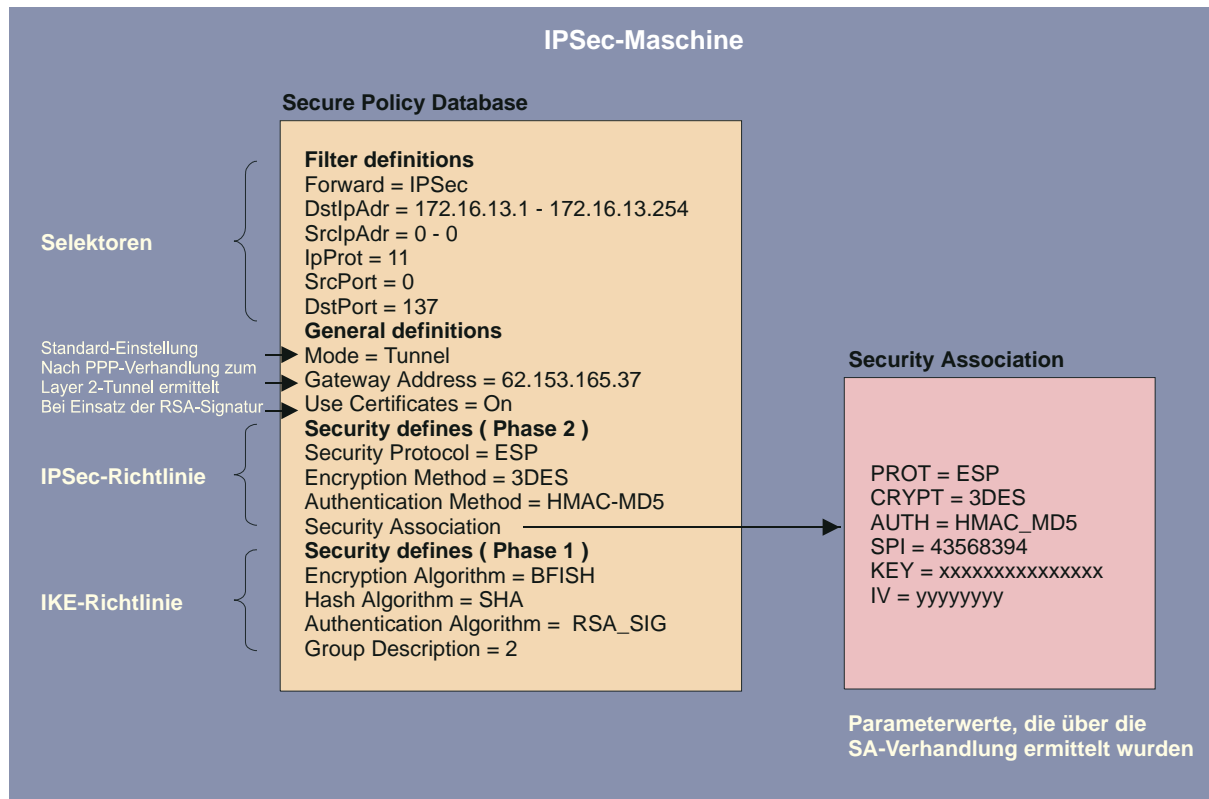 IPSec-Maschine
Secure Policy Database
Selektoren
Filter definitions
Forward = IPSec
DstIpAdr = 172.16.13.1 - 172.16.13.254
SrcIpAdr = 0 - 0
IpProt = 11
SrcPort = 0
DstPort = 137
General definitions
Standard-Einstellung
Nach PPP-Verhandlung zum
Layer 2-Tunnel ermittelt
Bei Einsatz der RSA-Signatur
Mode = Tunnel
Gateway Address = 62.153.165.37
Use Certificates = On
IPSec-Richtlinie
Security defines ( Phase 2 )
Security Protocol = ESP
Encryption Method = 3DES
Authentication Method = HMAC-MD5
Security Association
IKE-Richtlinie
Security defines ( Phase 1 )
Encryption Algorithm = BFISH
Hash Algorithm = SHA
Authentication Algorithm =  RSA_SIG
Group Description = 2
Security Association
PROT = ESP
CRYPT = 3DES
AUTH = HMAC_MD5
SPI = 43568394
KEY = xxxxxxxxxxxxxxx
IV = yyyyyyyy
Parameterwerte, die über die
SA-Verhandlung ermittelt wurden